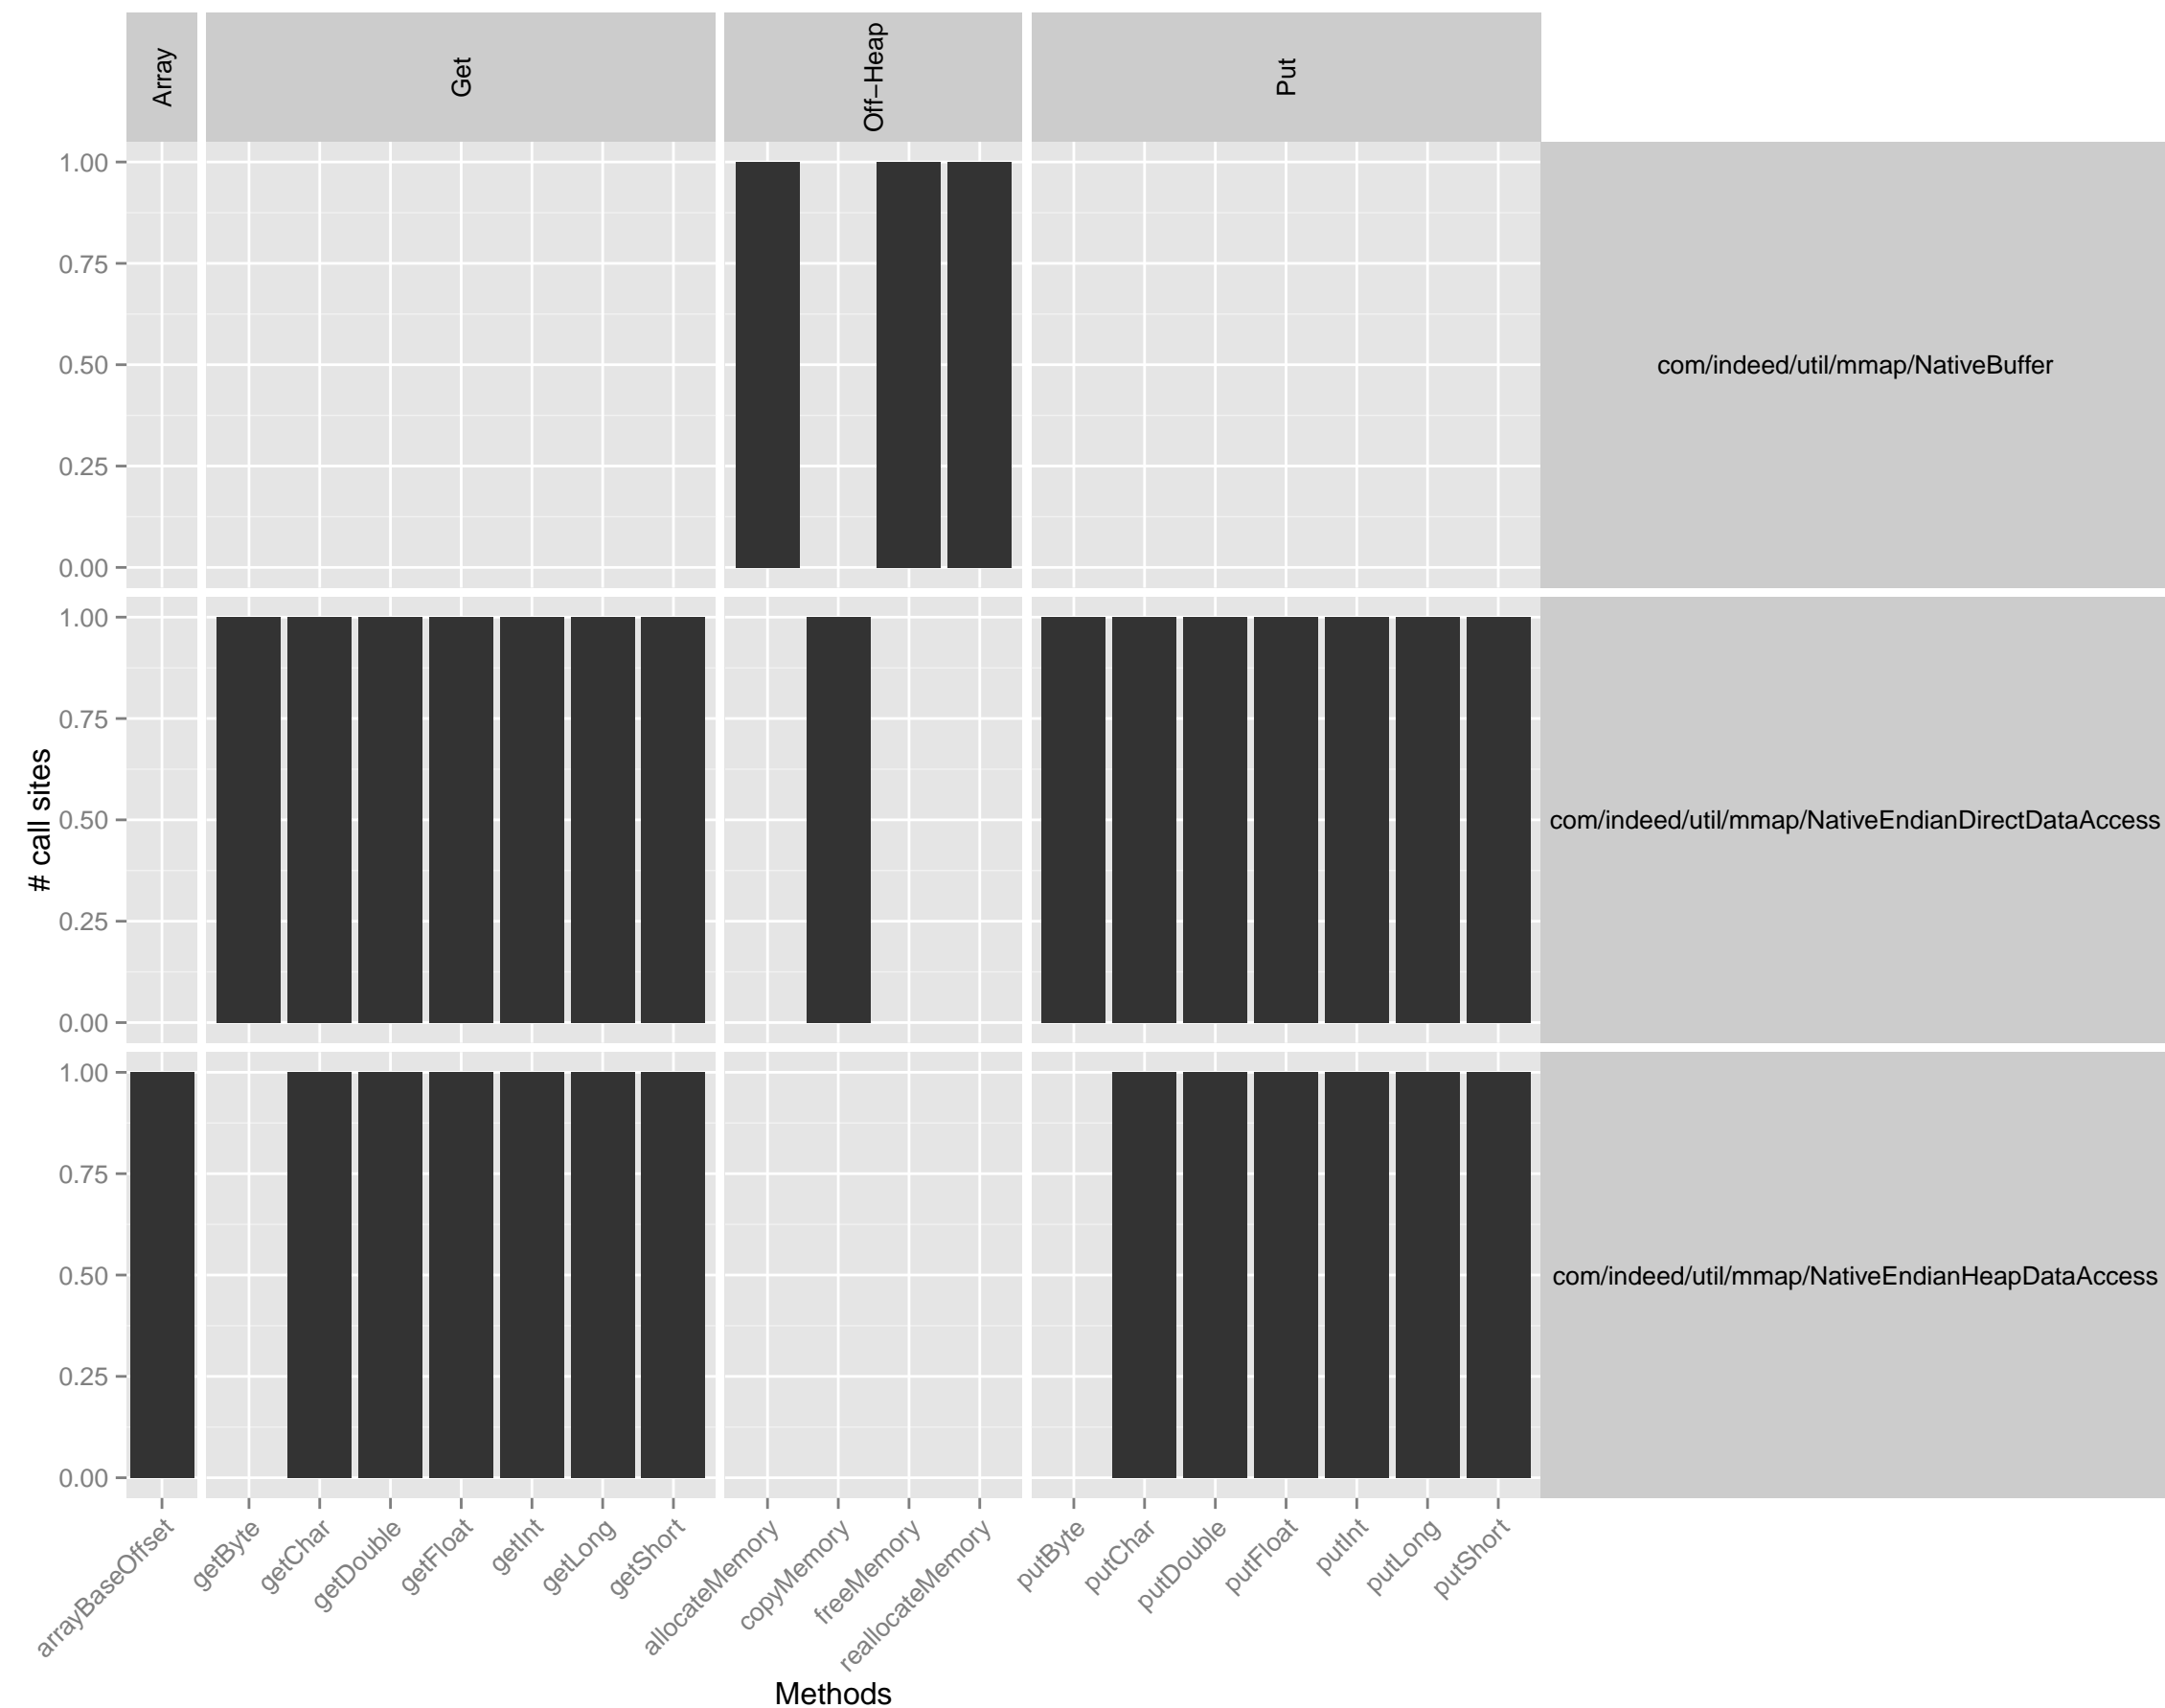 Array
Get
Off−Heap
Put
1.00
0.75
0.50
0.25
0.00
com/indeed/util/mmap/NativeBuffer
1.00
0.75
0.50
0.25
0.00
com/indeed/util/mmap/NativeEndianDirectDataAccess
1.00
0.75
0.50
0.25
0.00
com/indeed/util/mmap/NativeEndianHeapDataAccess
# call sites
arrayBaseOffset
getByte
getChar
getDouble
getFloat
getInt
getLong
getShort
allocateMemory
copyMemory
freeMemory
reallocateMemory
putByte
putChar
putDouble
putFloat
putInt
putLong
putShort
Methods